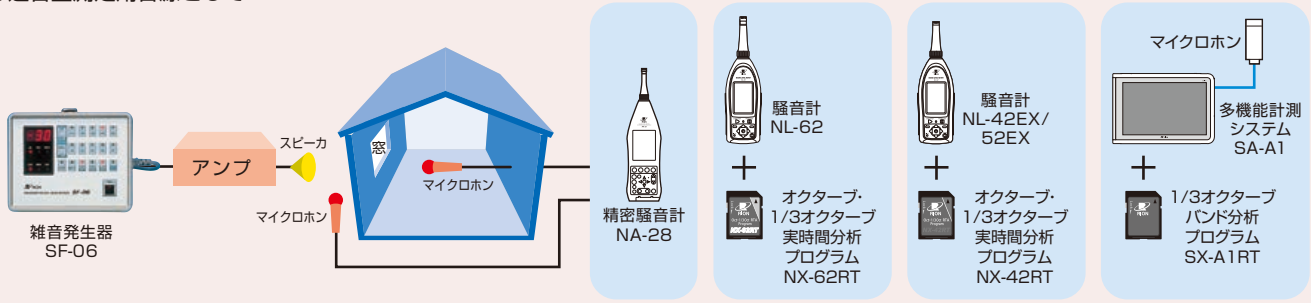 雑音発生器
SF-06
アンプ
スピーカ
マイクロホン
窓
マイクロホン
精密騒音計
NA-28
騒音計
NL-62
+
オクターブ・
1/3オクターブ
実時間分析
プログラム
NX-62RT
騒音計
NL-42EX/
52EX
+
オクターブ・
1/3オクターブ
実時間分析
プログラム
NX-42RT
マイクロホン
多機能計測
システム
SA-A1
+
1/3オクターブ
バンド分析
プログラム
SX-A1RT